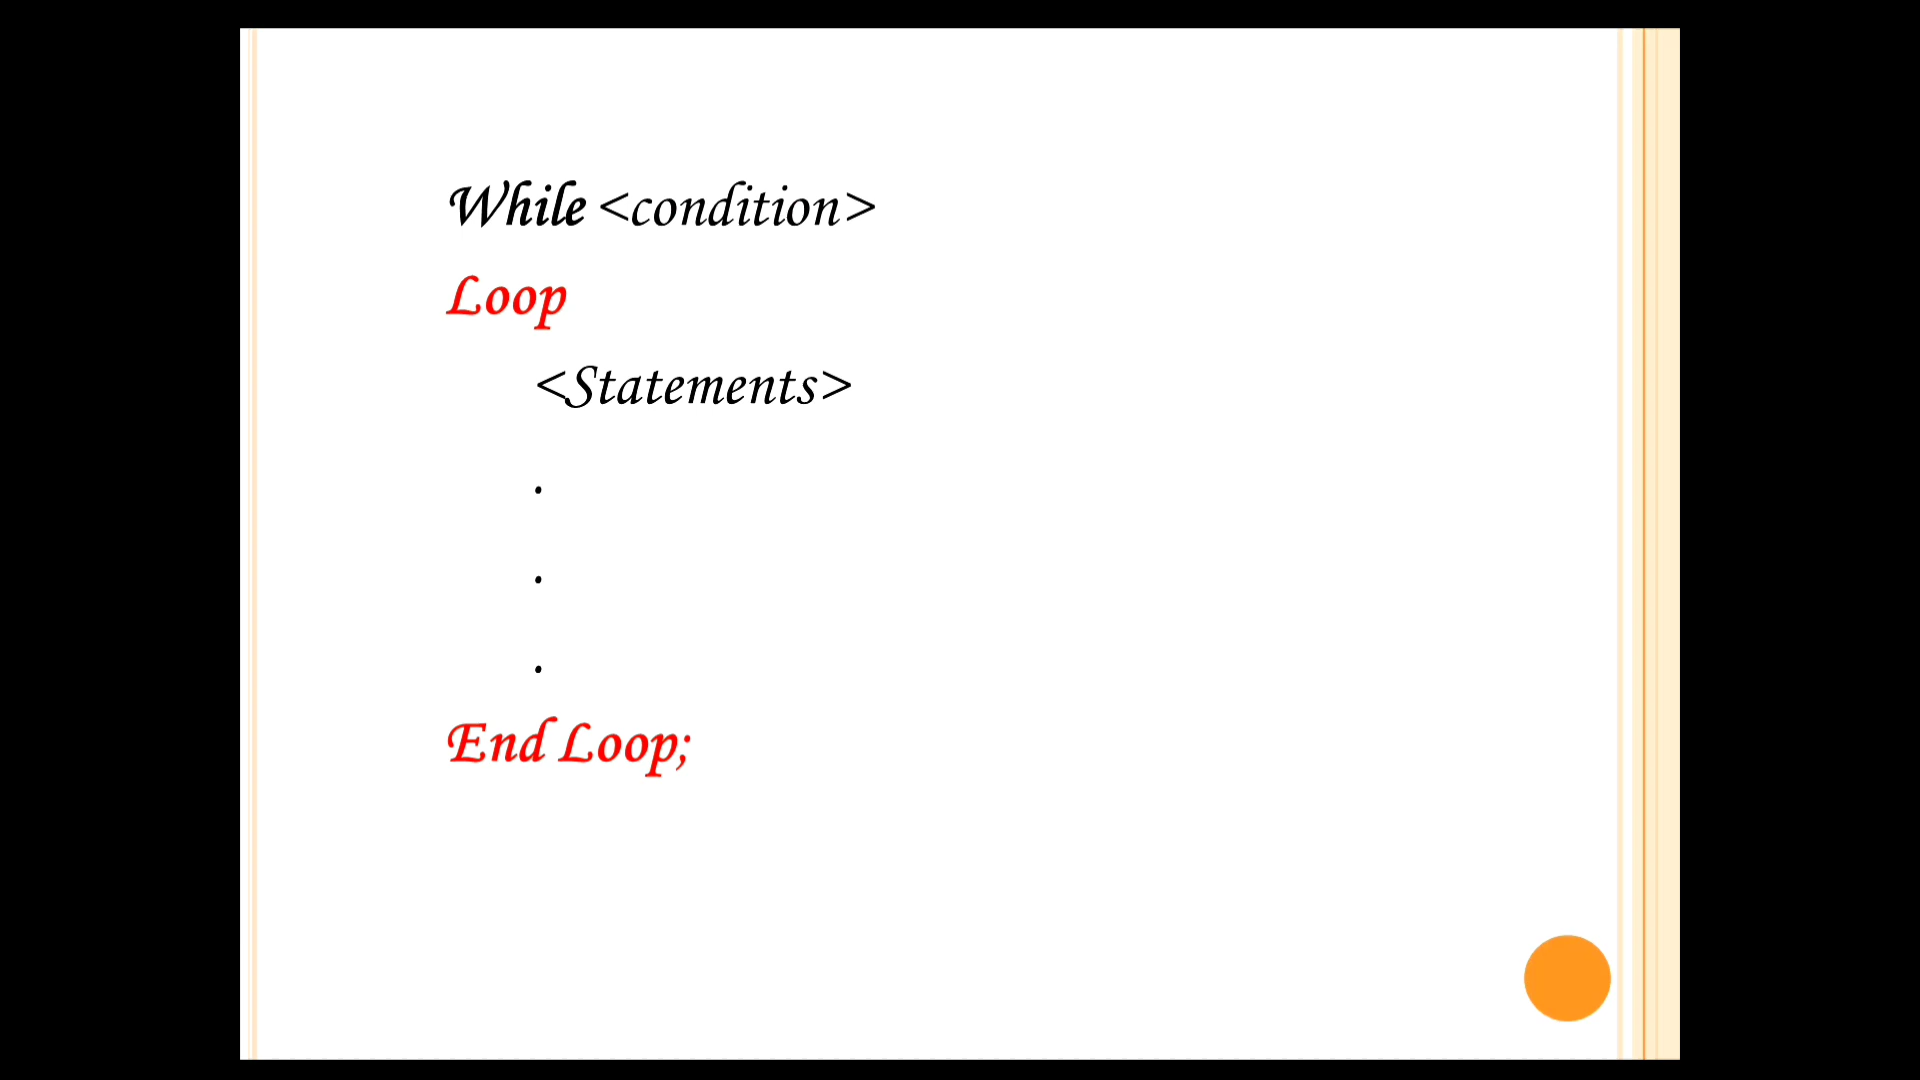 While <condition>
Loop
<Statements>
.
.
.
End Loop;